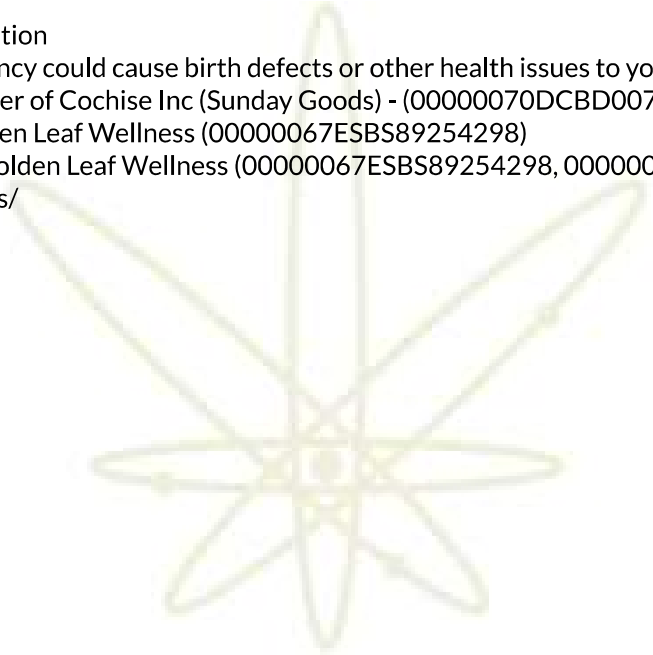 tion
ncy could cause birth defects or other health issues to yo
er of Cochise Inc (Sunday Goods) - (00000070DCBD007
en Leaf Wellness (00000067ESBS89254298)
olden Leaf Wellness (00000067ESBS89254298, 000000
s/